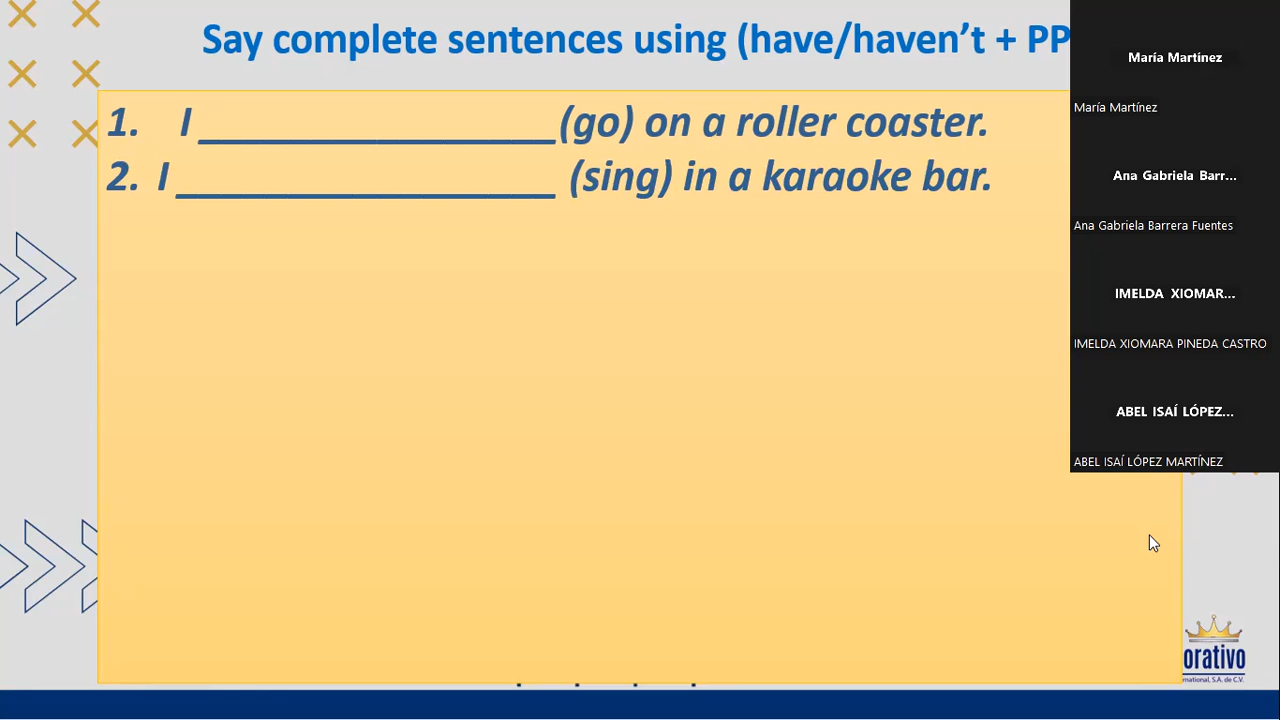 Say complete sentences using (have/haven’t + PP
1. I ________________(go) on a roller coaster.
2. I _________________ (sing) in a karaoke bar.
María Martínez
María Martínez
Ana Gabriela Barr...
Ana Gabriela Barrera Fuentes
IMELDA XIOMAR...
IMELDA XIOMARA PINEDA CASTRO
ABEL ISAÍ LÓPEZ...
ABEL ISAÍ LÓPEZ MARTÍNEZ
orativo
rnational, S.A. de C.V.